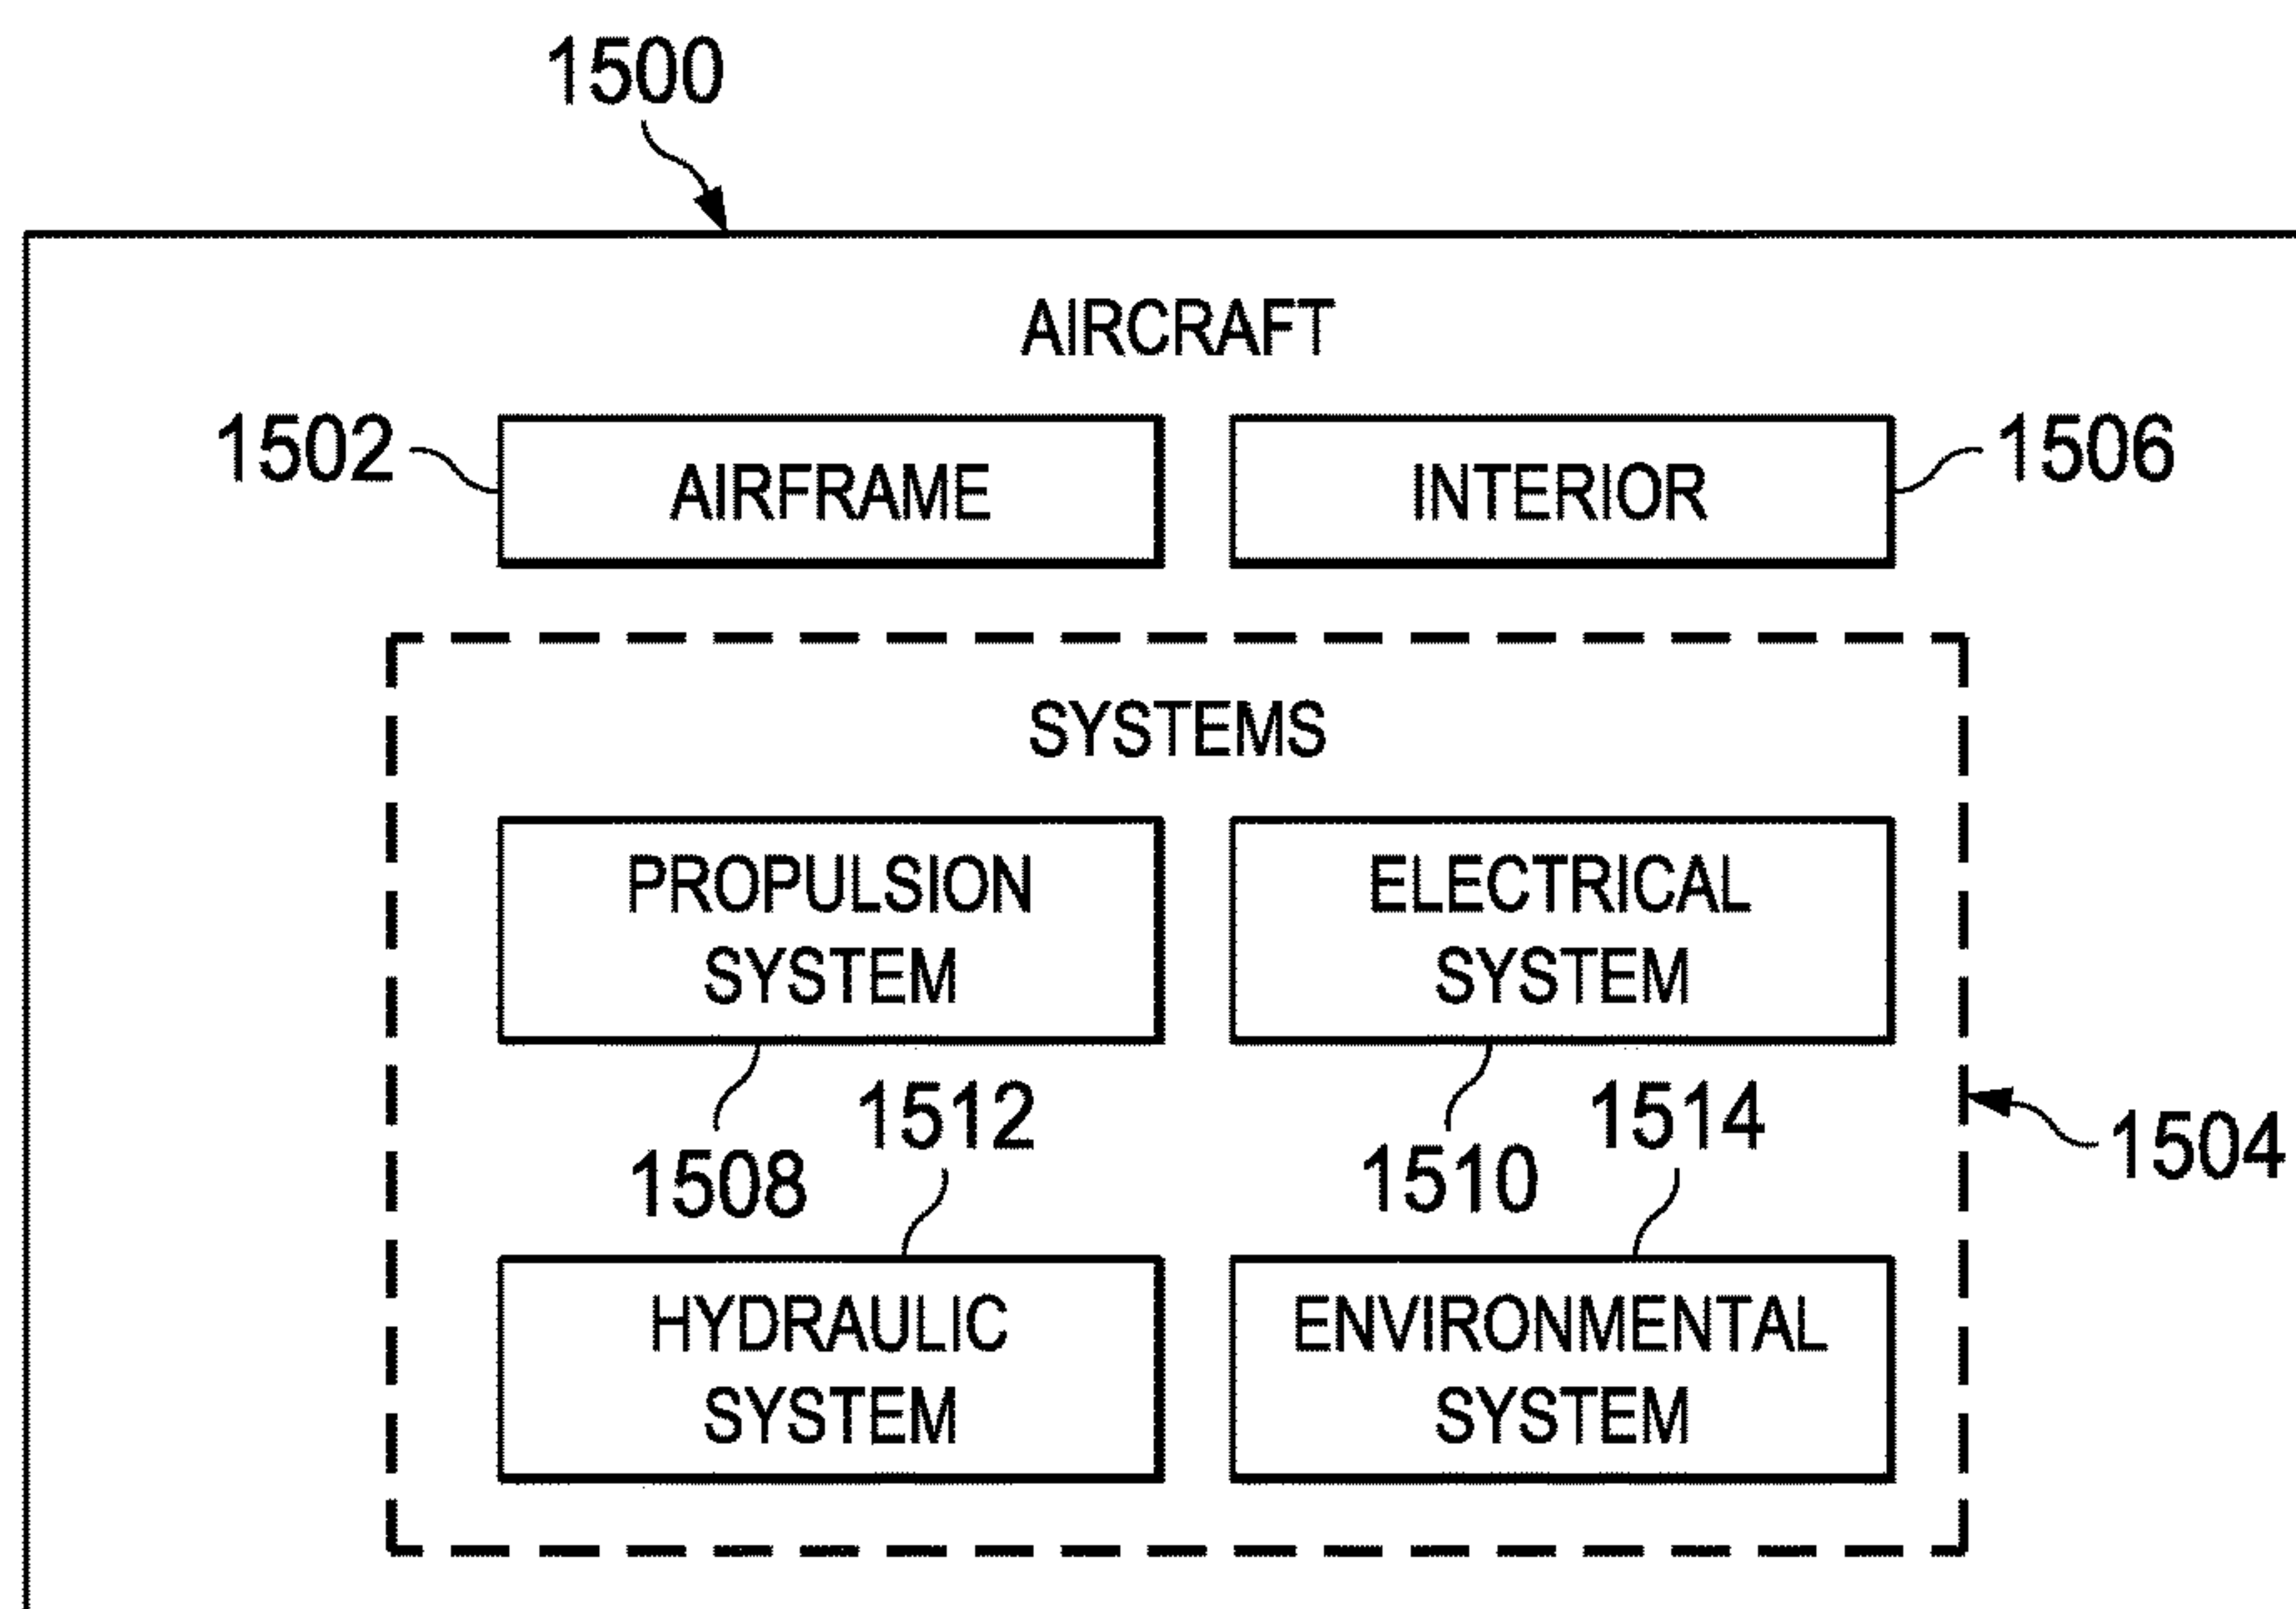 1500
AIRCRAFT
1502
AIRFRAME
INTERIOR
1506
SYSTEMS
PROPULSION
SYSTEM
ELECTRICAL
SYSTEM
1508
1512
1510
1514
1504
HYDRAULIC
SYSTEM
ENVIRONMENTAL
SYSTEM